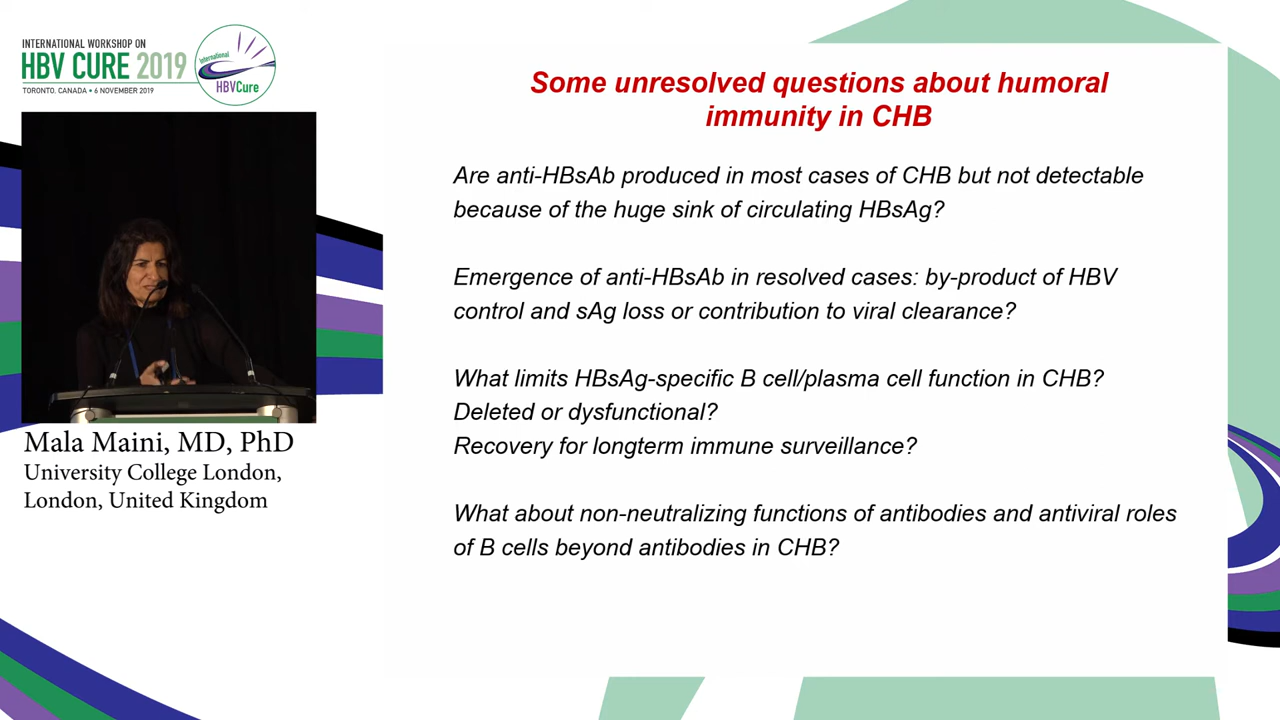 INTERNATIONAL WORKSHOP ON
HBV CURE 2019
TORONTO, CANADA • 6 NOVEMBER 2019
International
HBVCure
Some unresolved questions about humoral
immunity in CHB
Are anti-HBsAb produced in most cases of CHB but not detectable
because of the huge sink of circulating HBsAg?
Emergence of anti-HBsAb in resolved cases: by-product of HBV
control and sAg loss or contribution to viral clearance?
What limits HBsAg-specific B cell/plasma cell function in CHB?
Deleted or dysfunctional?
Recovery for longterm immune surveillance?
What about non-neutralizing functions of antibodies and antiviral roles
of B cells beyond antibodies in CHB?
Mala Maini, MD, PhD
University College London,
London, United Kingdom